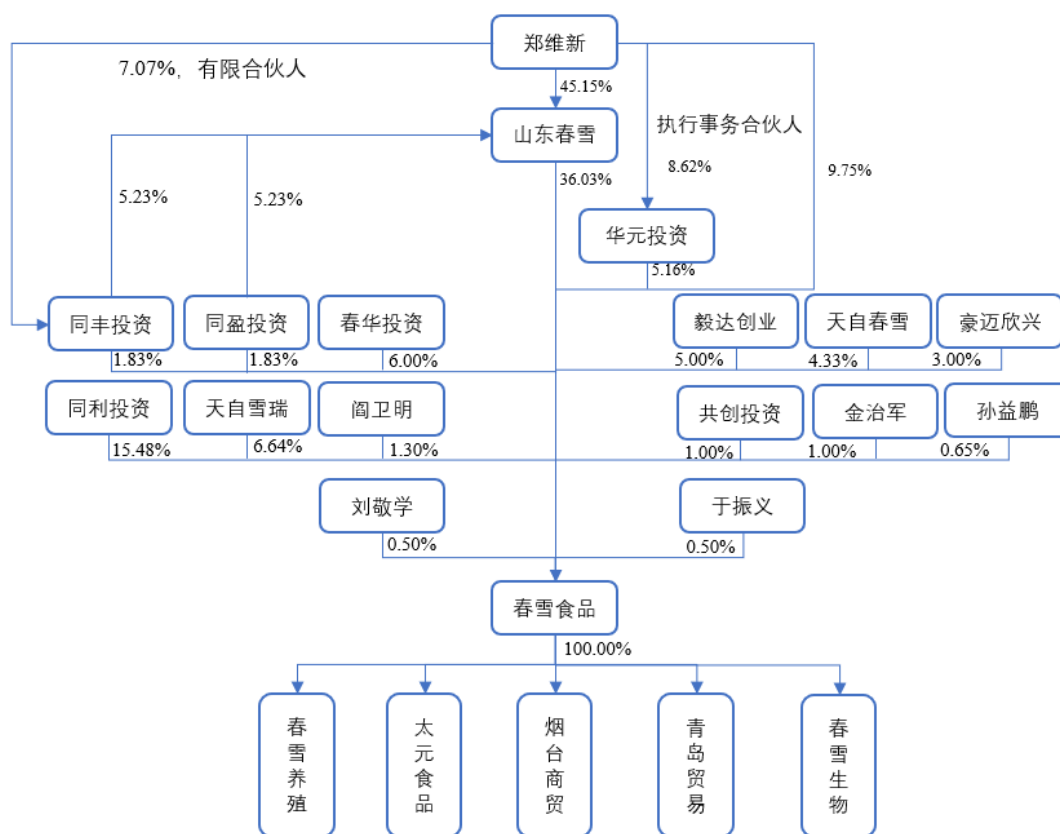 郑维新
7.07%，有限合伙人
45.15%
山东春雪
执行事务合伙人
36.03%
8.62%
9.75%
5.23%
5.23%
华元投资
5.16%
同丰投资
同盈投资
春华投资
毅达创业
天自春雪
豪迈欣兴
1.83%
1.83%
6.00%
5.00%
4.33%
3.00%
同利投资
天自雪瑞
阎卫明
共创投资
金治军
孙益鹏
15.48%
6.64%
1.30%
1.00%
1.00%
0.65%
刘敬学
于振义
0.50%
0.50%
春雪食品
100.00%
春雪养殖
太元食品
烟台商贸
青岛贸易
春雪生物